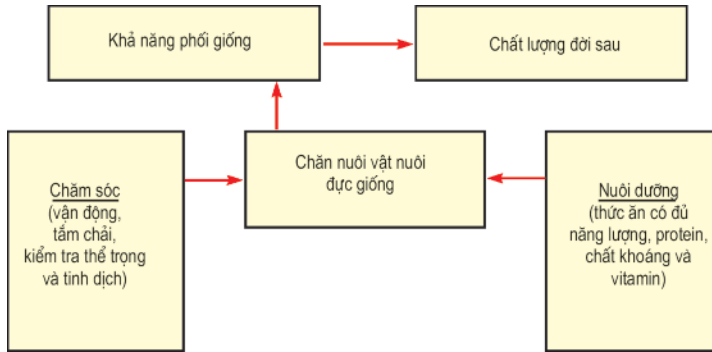 Khả năng phối giống
Chất lượng đời sau
Chăm sóc
(vận động,
tắm chải,
kiểm tra thể trọng
và tinh dịch)
Chăn nuôi vật nuôi
đực giống
Nuôi dưỡng
(thức ăn có đủ
năng lượng, protein,
chất khoáng và
vitamin)